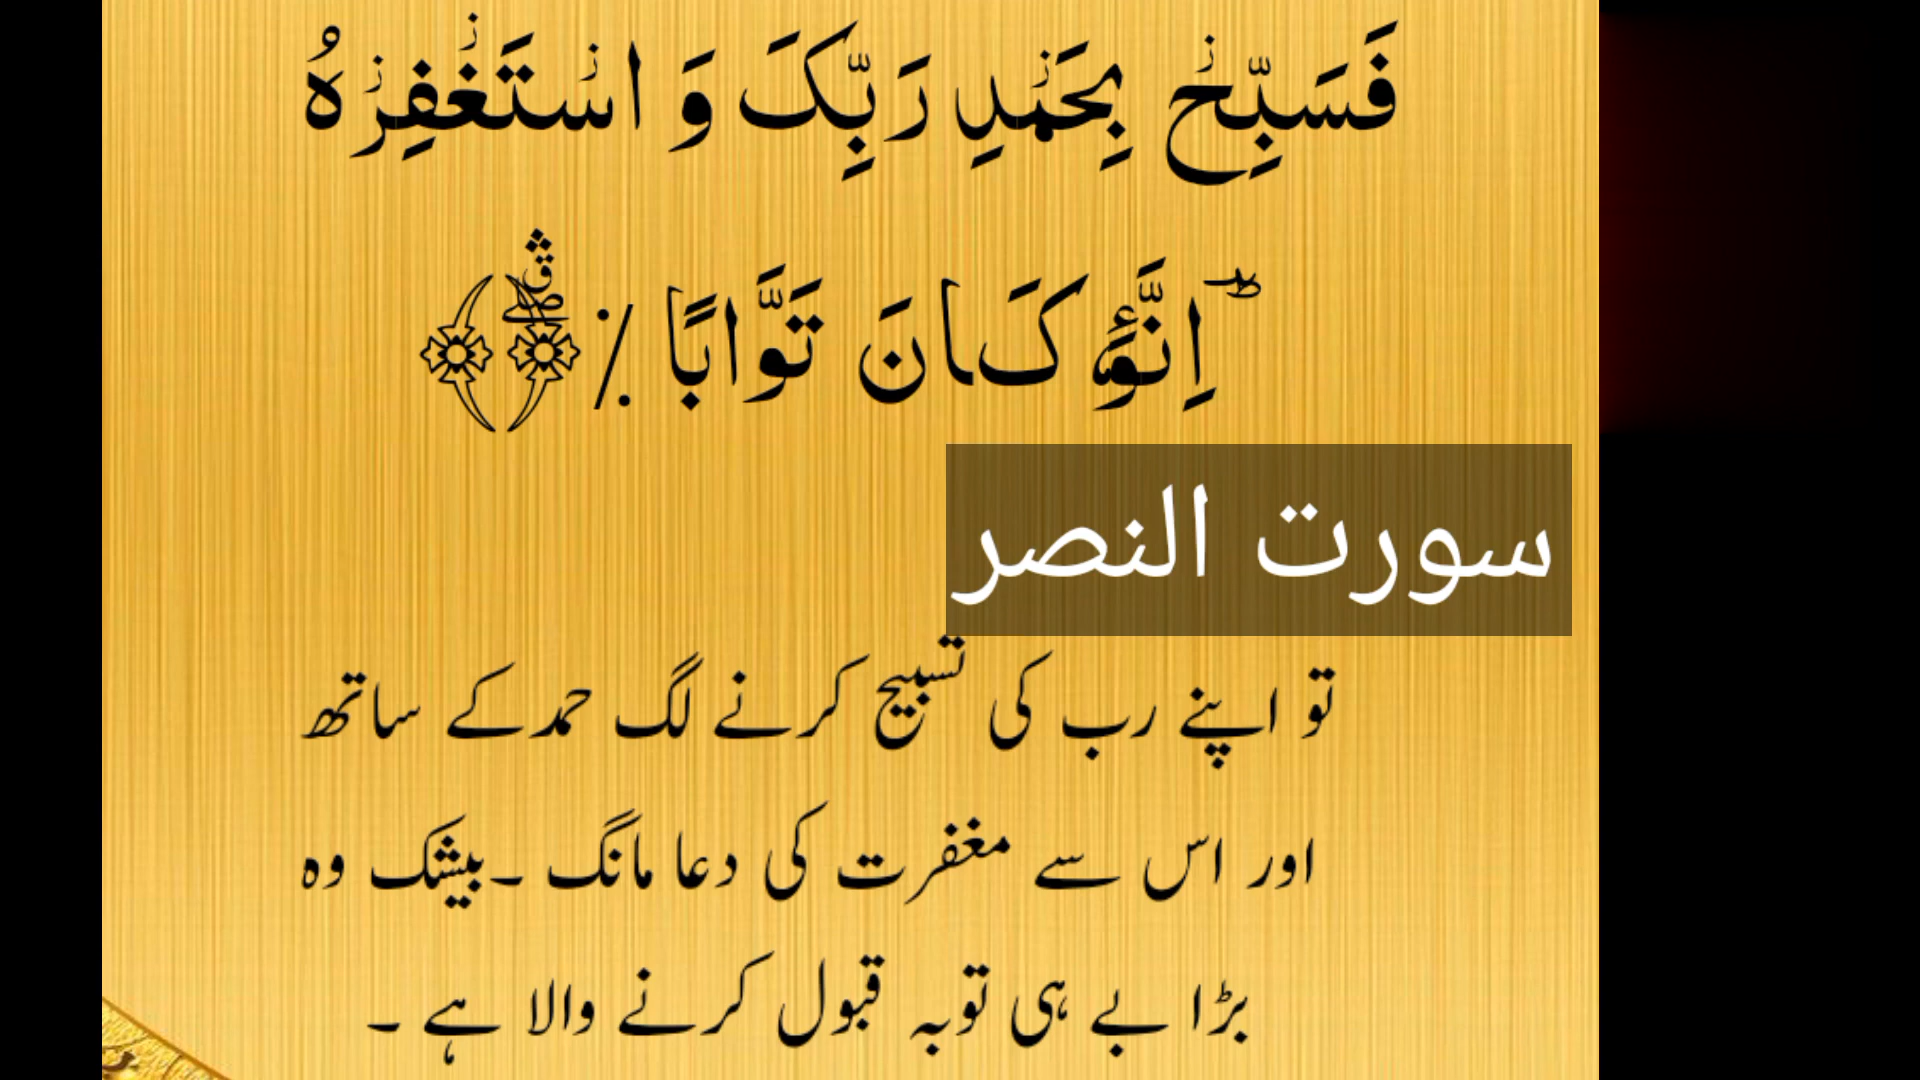 فَسَبِّحۡ بِحَمۡدِ رَبِّکَ وَ اسۡتَغۡفِرۡہُ
ؕ اِنَّہٗ کَانَ تَوَّابًا ٪
سورت النصر
تو اپنے رب کی تسبیح کرنے لگ حمد کے ساتھ
اور اس سے مغفرت کی دعا مانگ ۔بیشک وہ
بڑا بے ہی توبہ قبول کرنے والا ہے ۔